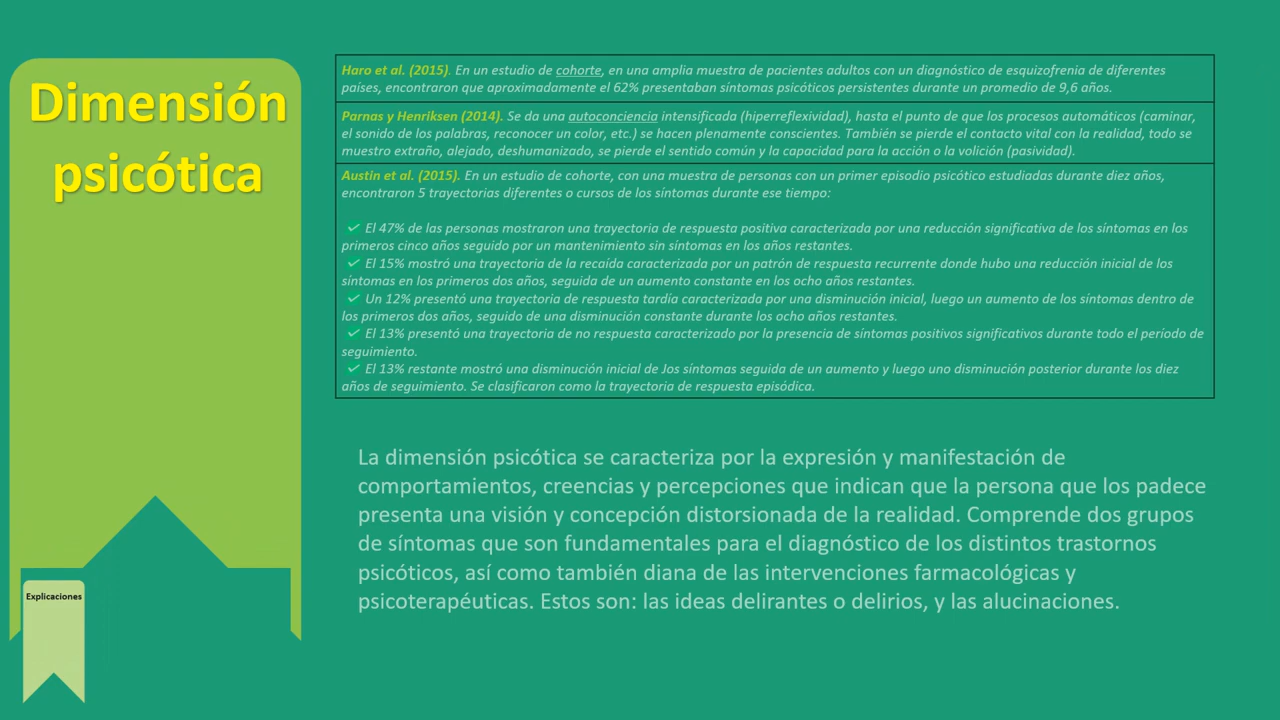 Dimensión
psicótica
Haro et al. (2015). En un estudio de cohorte, en una amplia muestra de pacientes adultos con un diagnóstico de esquizofrenia de diferentes
países, encontraron que aproximadamente el 62% presentaban síntomas psicóticos persistentes durante un promedio de 9,6 años.
Parnas y Henriksen (2014). Se da una autoconciencia intensificada (hiperreflexividad), hasta el punto de que los procesos automáticos (caminar,
el sonido de los palabras, reconocer un color, etc.) se hacen plenamente conscientes. También se pierde el contacto vital con la realidad, todo se
muestro extraño, alejado, deshumanizado, se pierde el sentido común y la capacidad para la acción o la volición (pasividad).
Austin et al. (2015). En un estudio de cohorte, con una muestra de personas con un primer episodio psicótico estudiadas durante diez años,
encontraron 5 trayectorias diferentes o cursos de los síntomas durante ese tiempo:
✓ El 47% de las personas mostraron una trayectoria de respuesta positiva caracterizada por una reducción significativa de los síntomas en los
primeros cinco años seguido por un mantenimiento sin síntomas en los años restantes.
✓ El 15% mostró una trayectoria de la recaída caracterizada por un patrón de respuesta recurrente donde hubo una reducción inicial de los
síntomas en los primeros dos años, seguida de un aumento constante en los ocho años restantes.
✓ Un 12% presentó una trayectoria de respuesta tardía caracterizada por una disminución inicial, luego un aumento de los síntomas dentro de
los primeros dos años, seguido de una disminución constante durante los ocho años restantes.
✓ El 13% presentó una trayectoria de no respuesta caracterizado por la presencia de síntomas positivos significativos durante todo el período de
seguimiento.
✓ El 13% restante mostró una disminución inicial de Jos síntomas seguida de un aumento y luego uno disminución posterior durante los diez
años de seguimiento. Se clasificaron como la trayectoria de respuesta episódica.
La dimensión psicótica se caracteriza por la expresión y manifestación de
comportamientos, creencias y percepciones que indican que la persona que los padece
presenta una visión y concepción distorsionada de la realidad. Comprende dos grupos
de síntomas que son fundamentales para el diagnóstico de los distintos trastornos
psicóticos, así como también diana de las intervenciones farmacológicas y
psicoterapéuticas. Estos son: las ideas delirantes o delirios, y las alucinaciones.
Explicaciones